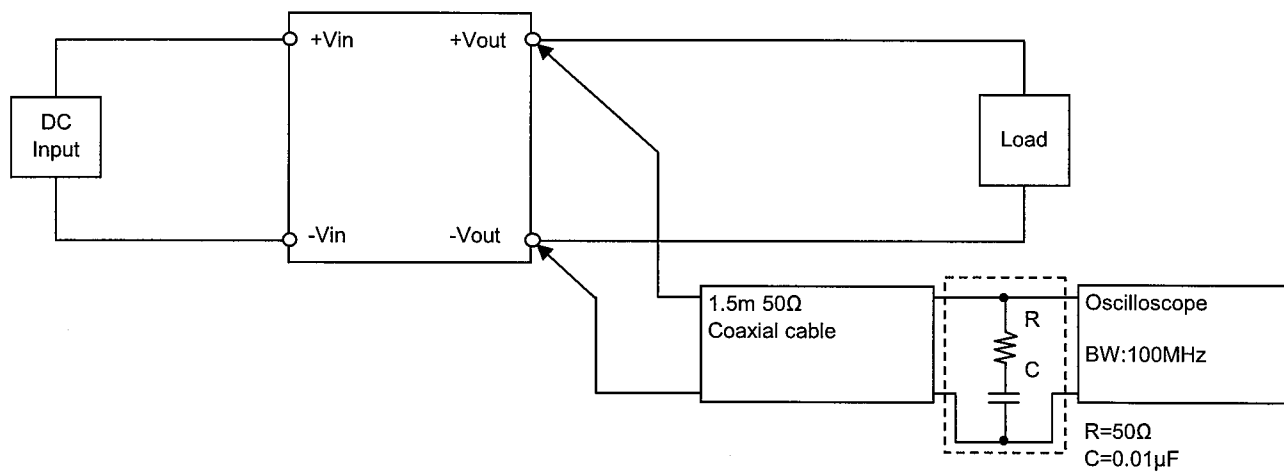 +Vin
+Vout
DC
Input
Load
-Vin
-Vout
1.5m 50Ω
Coaxial cable
R
C
Oscilloscope
BW:100MHz
R=50Ω
C=0.01µF